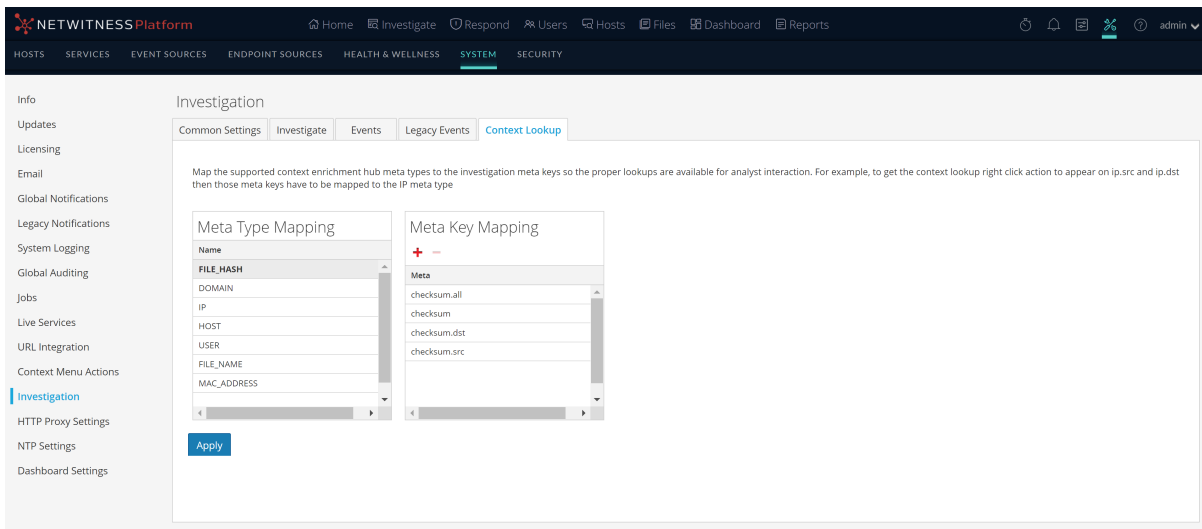 NETWITNESS Platform
Home Investigate Respond Users Hosts Files Dashboard Reports
admin
HOSTS SERVICES EVENT SOURCES ENDPOINT SOURCES HEALTH & WELLNESS SYSTEM SECURITY
Info
Updates
Licensing
Email
Global Notifications
Legacy Notifications
System Logging
Global Auditing
Jobs
Live Services
URL Integration
Context Menu Actions
Investigation
HTTP Proxy Settings
NTP Settings
Dashboard Settings
Investigation
Common Settings Investigate Events Legacy Events Context Lookup
Map the supported context enrichment hub meta types to the investigation meta keys so the proper lookups are available for analyst interaction. For example, to get the context lookup right click action to appear on ip.src and ip.dst
then those meta keys have to be mapped to the IP meta type
Meta Type Mapping
Name
FILE_HASH
DOMAIN
IP
HOST
USER
FILE_NAME
MAC_ADDRESS
Meta Key Mapping
Meta
checksum.all
checksum
checksum.dst
checksum.src
Apply